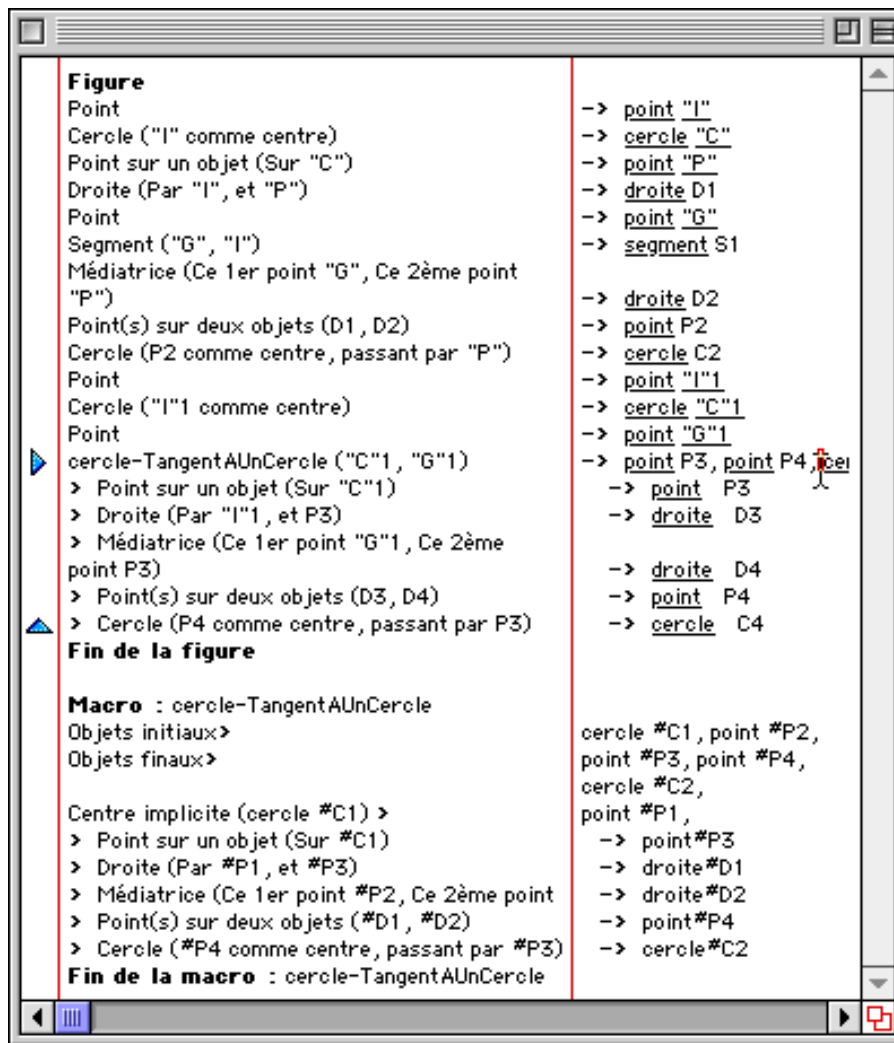 Figure
Point -> point "I"
Cercle ("I" comme centre) -> cercle "C"
Point sur un objet (Sur "C") -> point "P"
Droite (Par "I", et "P") -> droite D1
Point -> point "G"
Segment ("G", "I") -> segment S1
Médiatrice (Ce 1er point "G", Ce 2ème point
"P") -> droite D2
Point(s) sur deux objets (D1, D2) -> point P2
Cercle (P2 comme centre, passant par "P") -> cercle C2
Point -> point "I"1
Cercle ("I"1 comme centre) -> cercle "C"1
Point -> point "G"1
cercle-TangentAUnCercle ("C"1, "G"1) -> point P3, point P4,
> Point sur un objet (Sur "C"1) -> point P3
> Droite (Par "I"1, et P3) -> droite D3
> Médiatrice (Ce 1er point "G"1, Ce 2ème
point P3) -> droite D4
> Point(s) sur deux objets (D3, D4) -> point P4
> Cercle (P4 comme centre, passant par P3) -> cercle C4
Fin de la figure
Macro : cercle-TangentAUnCercle
Objets initiaux> cercle #C1, point #P2,
Objets finaux> point #P3, point #P4,
cercle #C2,
Centre implicite (cercle #C1) > point #P1,
> Point sur un objet (Sur #C1) -> point#P3
> Droite (Par #P1, et #P3) -> droite#D1
> Médiatrice (Ce 1er point #P2, Ce 2ème point -> droite#D2
> Point(s) sur deux objets (#D1, #D2) -> point#P4
> Cercle (#P4 comme centre, passant par #P3) -> cercle#C2
Fin de la macro : cercle-TangentAUnCercle